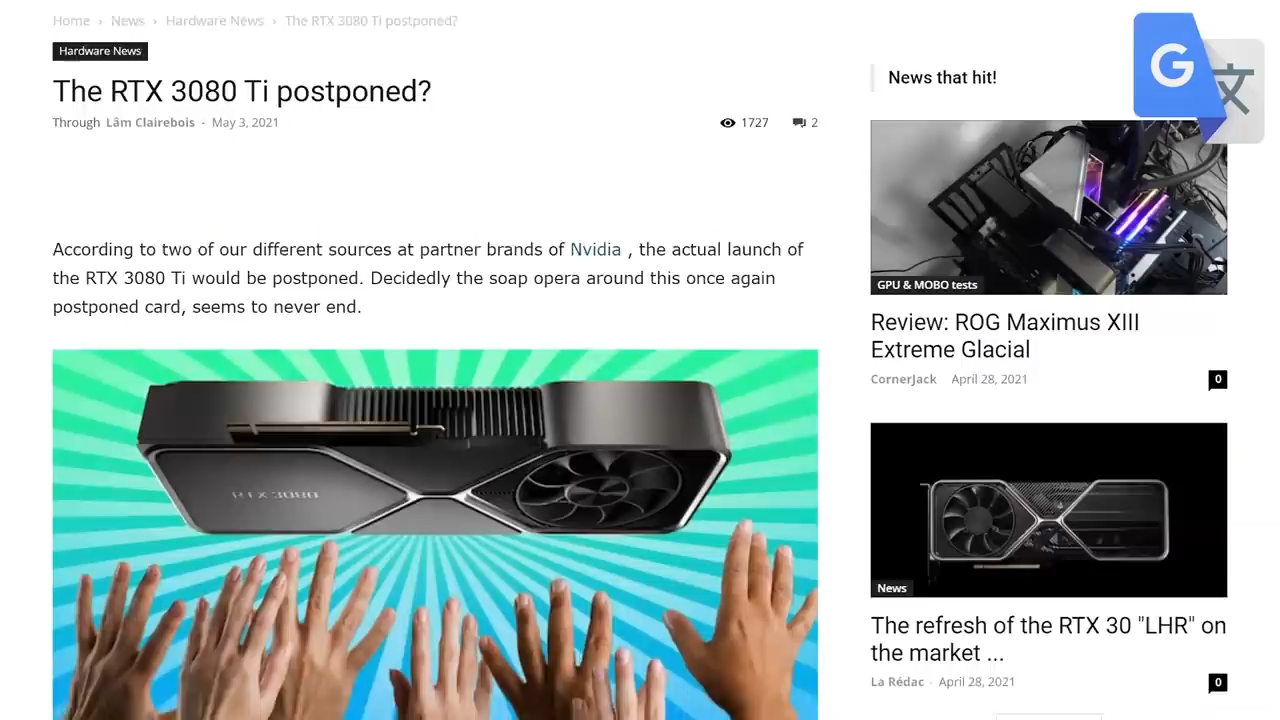 Home › News › Hardware News › The RTX 3080 Ti postponed?
Hardware News
The RTX 3080 Ti postponed?
Through Lâm Clairebois - May 3, 2021
1727 2
According to two of our different sources at partner brands of Nvidia , the actual launch of
the RTX 3080 Ti would be postponed. Decidedly the soap opera around this once again
postponed card, seems to never end.
RTX 3080
G 文
News that hit!
GPU & MOBO tests
Review: ROG Maximus XIII
Extreme Glacial
CornerJack April 28, 2021
0
News
The refresh of the RTX 30 "LHR" on
the market ...
La Rédac - April 28, 2021
0